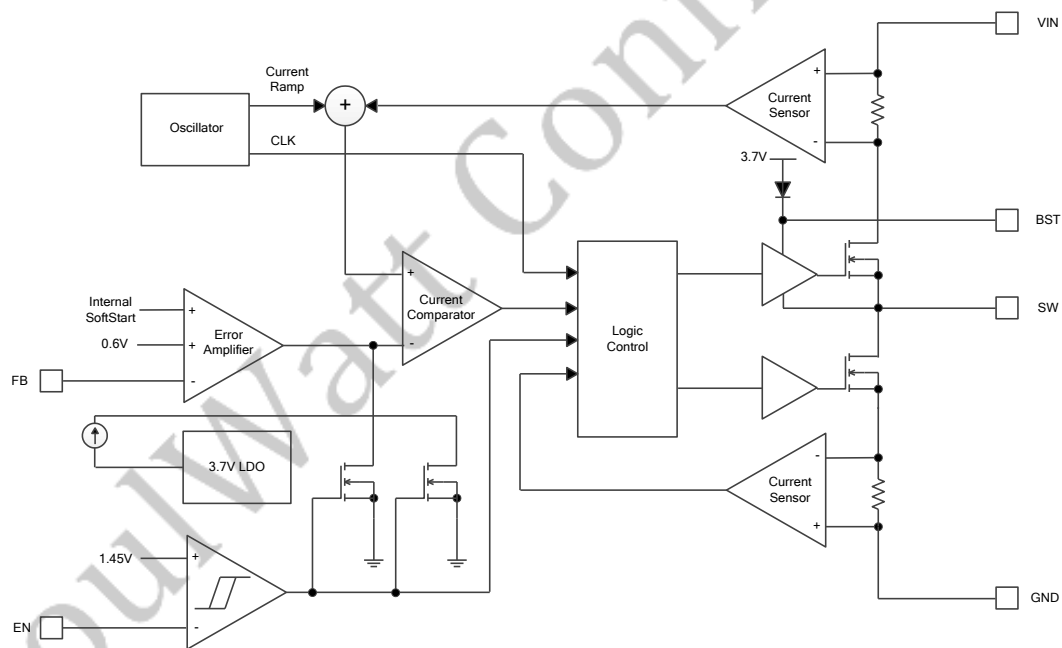 VIN
Current
Ramp
+
Current
Sensor
+
-
Oscillator
CLK
3.7V
BST
+
Current
Comparator
-
Internal
SoftStart
+
Error
Amplifier
0.6V
+
FB
-
Logic
Control
SW
3.7V LDO
-
Current
Sensor
+
1.45V
+
EN
-
GND